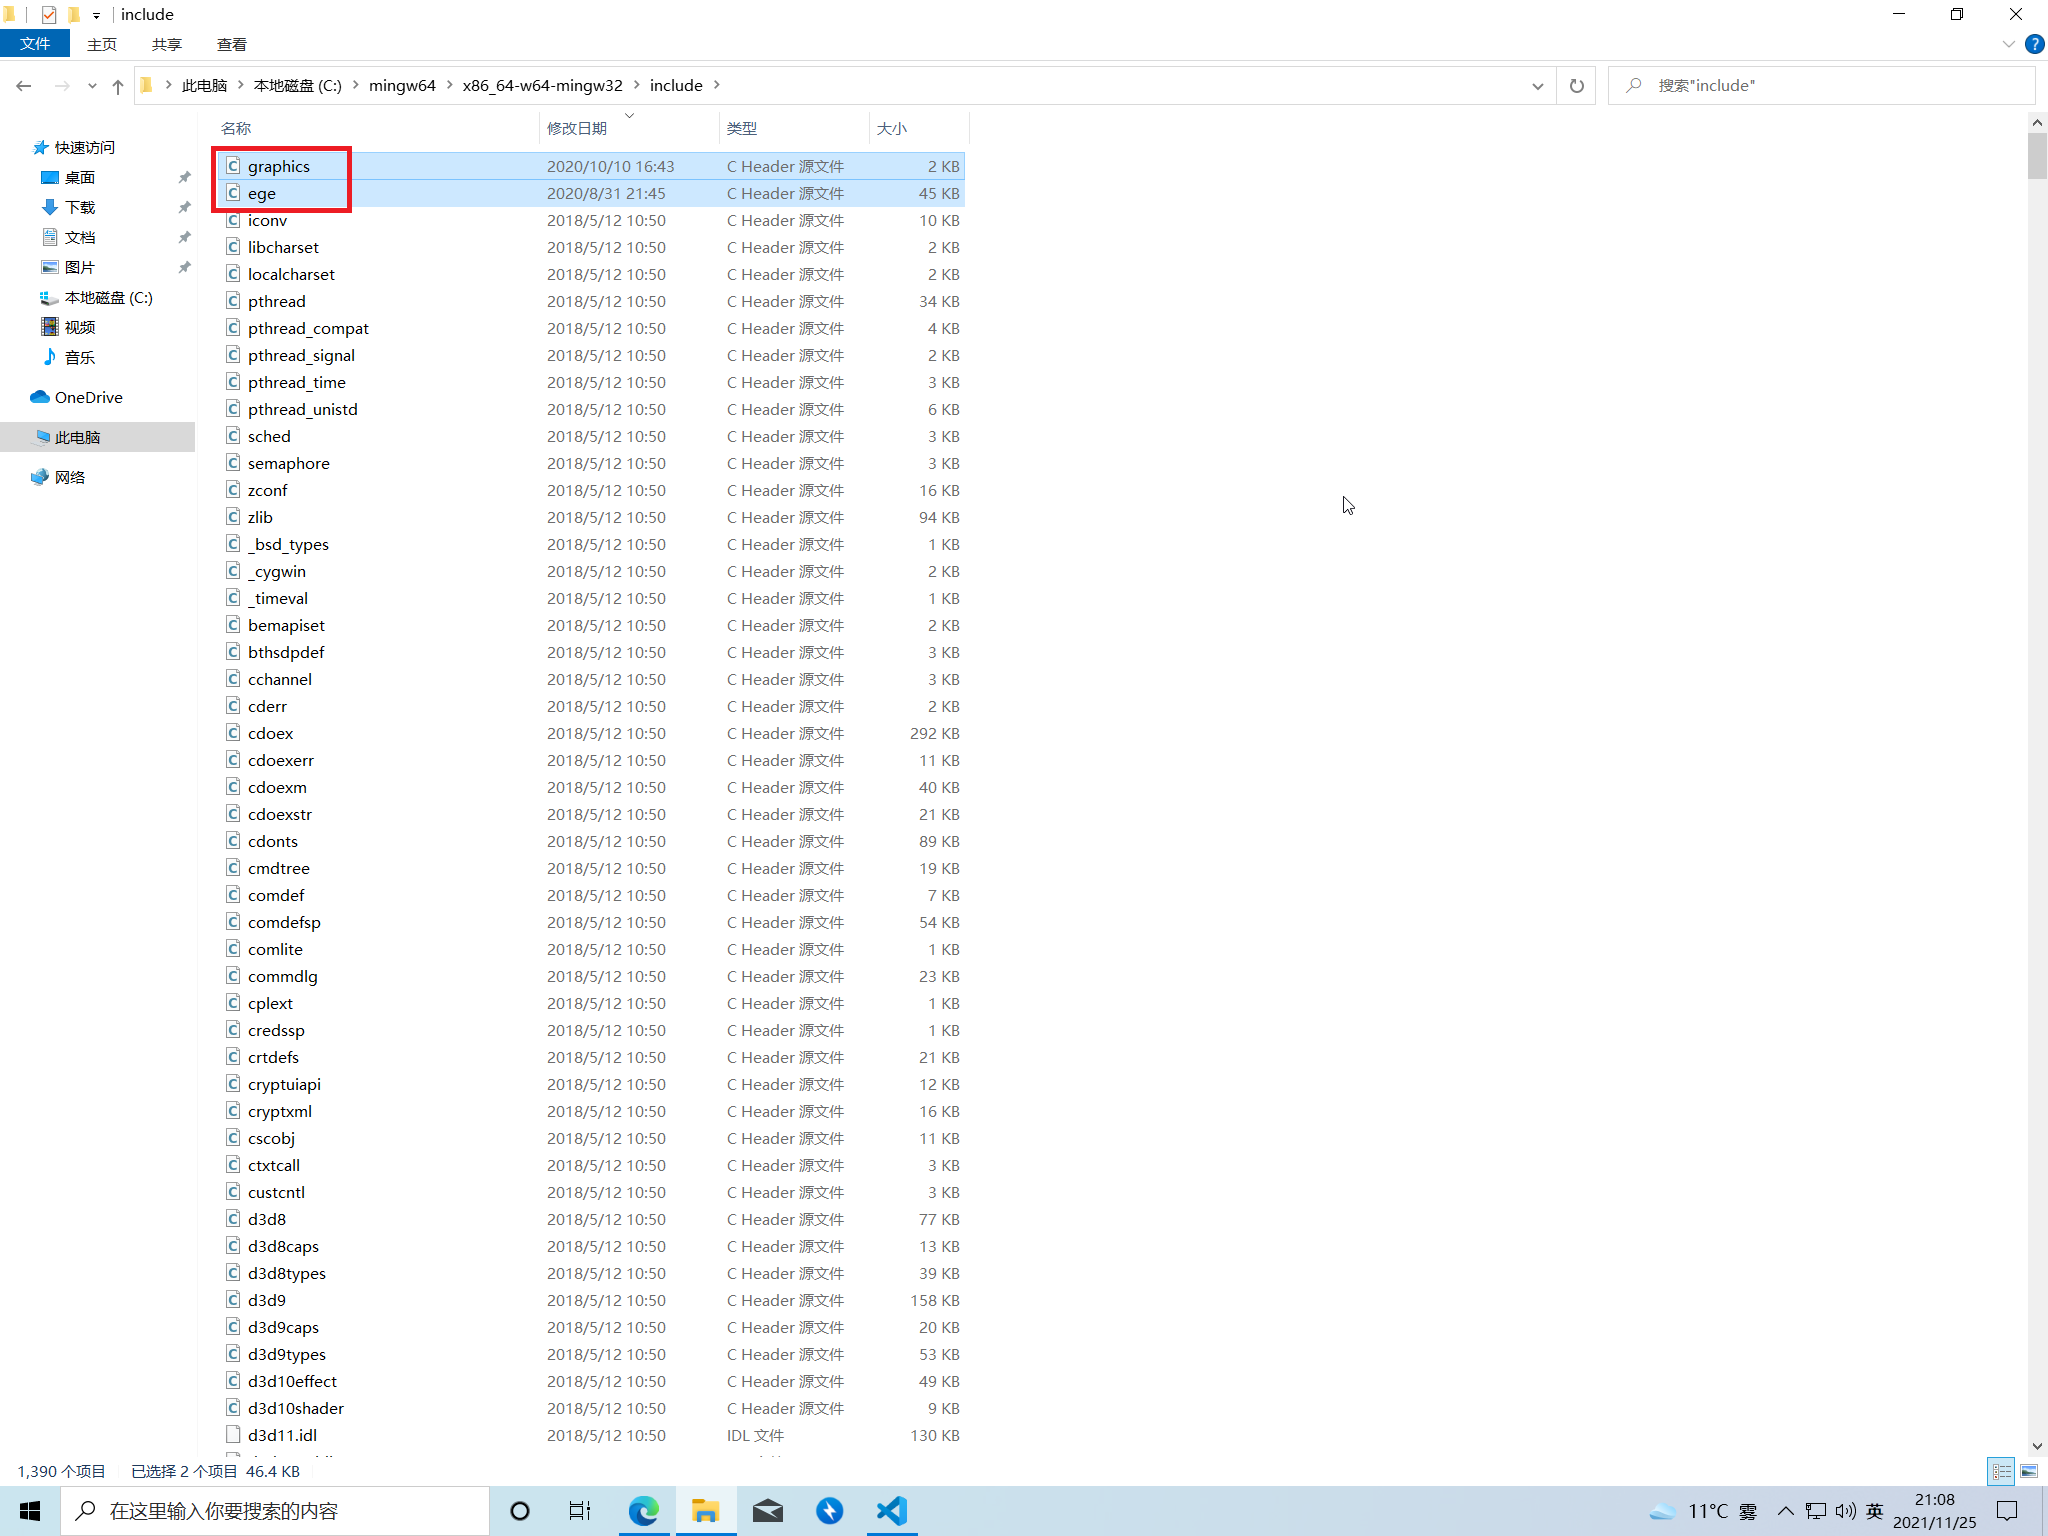 include
文件 主页 共享 查看
此电脑 本地磁盘 (C:) mingw64 x86_64-w64-mingw32 include 搜索"include"
快速访问
桌面
下载
文档
图片
本地磁盘 (C:)
视频
音乐
OneDrive
此电脑
网络
名称 修改日期 类型 大小
graphics 2020/10/10 16:43 C Header 源文件 2 KB
ege 2020/8/31 21:45 C Header 源文件 45 KB
iconv 2018/5/12 10:50 C Header 源文件 10 KB
libcharset 2018/5/12 10:50 C Header 源文件 2 KB
localcharset 2018/5/12 10:50 C Header 源文件 2 KB
pthread 2018/5/12 10:50 C Header 源文件 34 KB
pthread_compat 2018/5/12 10:50 C Header 源文件 4 KB
pthread_signal 2018/5/12 10:50 C Header 源文件 2 KB
pthread_time 2018/5/12 10:50 C Header 源文件 3 KB
pthread_unistd 2018/5/12 10:50 C Header 源文件 6 KB
sched 2018/5/12 10:50 C Header 源文件 3 KB
semaphore 2018/5/12 10:50 C Header 源文件 3 KB
zconf 2018/5/12 10:50 C Header 源文件 16 KB
zlib 2018/5/12 10:50 C Header 源文件 94 KB
_bsd_types 2018/5/12 10:50 C Header 源文件 1 KB
_cygwin 2018/5/12 10:50 C Header 源文件 2 KB
_timeval 2018/5/12 10:50 C Header 源文件 1 KB
bemapiset 2018/5/12 10:50 C Header 源文件 2 KB
bthsdpdef 2018/5/12 10:50 C Header 源文件 3 KB
cchannel 2018/5/12 10:50 C Header 源文件 3 KB
cderr 2018/5/12 10:50 C Header 源文件 2 KB
cdoex 2018/5/12 10:50 C Header 源文件 292 KB
cdoexerr 2018/5/12 10:50 C Header 源文件 11 KB
cdoexm 2018/5/12 10:50 C Header 源文件 40 KB
cdoexstr 2018/5/12 10:50 C Header 源文件 21 KB
cdonts 2018/5/12 10:50 C Header 源文件 89 KB
cmdtree 2018/5/12 10:50 C Header 源文件 19 KB
comdef 2018/5/12 10:50 C Header 源文件 7 KB
comdefsp 2018/5/12 10:50 C Header 源文件 54 KB
comlite 2018/5/12 10:50 C Header 源文件 1 KB
commdlg 2018/5/12 10:50 C Header 源文件 23 KB
cplext 2018/5/12 10:50 C Header 源文件 1 KB
credssp 2018/5/12 10:50 C Header 源文件 1 KB
crtdefs 2018/5/12 10:50 C Header 源文件 21 KB
cryptuiapi 2018/5/12 10:50 C Header 源文件 12 KB
cryptxml 2018/5/12 10:50 C Header 源文件 16 KB
cscobj 2018/5/12 10:50 C Header 源文件 11 KB
ctxtcall 2018/5/12 10:50 C Header 源文件 3 KB
custcntl 2018/5/12 10:50 C Header 源文件 3 KB
d3d8 2018/5/12 10:50 C Header 源文件 77 KB
d3d8caps 2018/5/12 10:50 C Header 源文件 13 KB
d3d8types 2018/5/12 10:50 C Header 源文件 39 KB
d3d9 2018/5/12 10:50 C Header 源文件 158 KB
d3d9caps 2018/5/12 10:50 C Header 源文件 20 KB
d3d9types 2018/5/12 10:50 C Header 源文件 53 KB
d3d10effect 2018/5/12 10:50 C Header 源文件 49 KB
d3d10shader 2018/5/12 10:50 C Header 源文件 9 KB
d3d11.idl 2018/5/12 10:50 IDL 文件 130 KB
1,390 个项目 已选择 2 个项目 46.4 KB
在这里输入你要搜索的内容 11°C 雾 英 21:08
2021/11/25